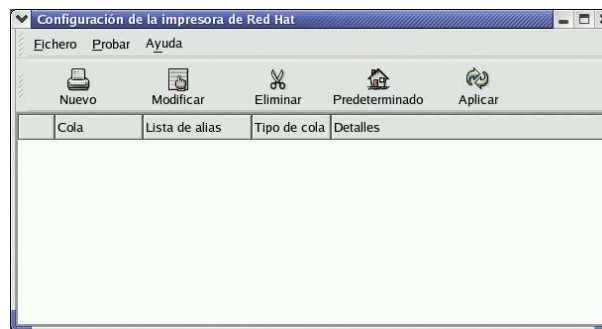 Configuración de la impresora de Red Hat
Fichero Probar Ayuda
Nuevo Modificar Eliminar Predeterminado Aplicar
Cola Lista de alias Tipo de cola Detalles